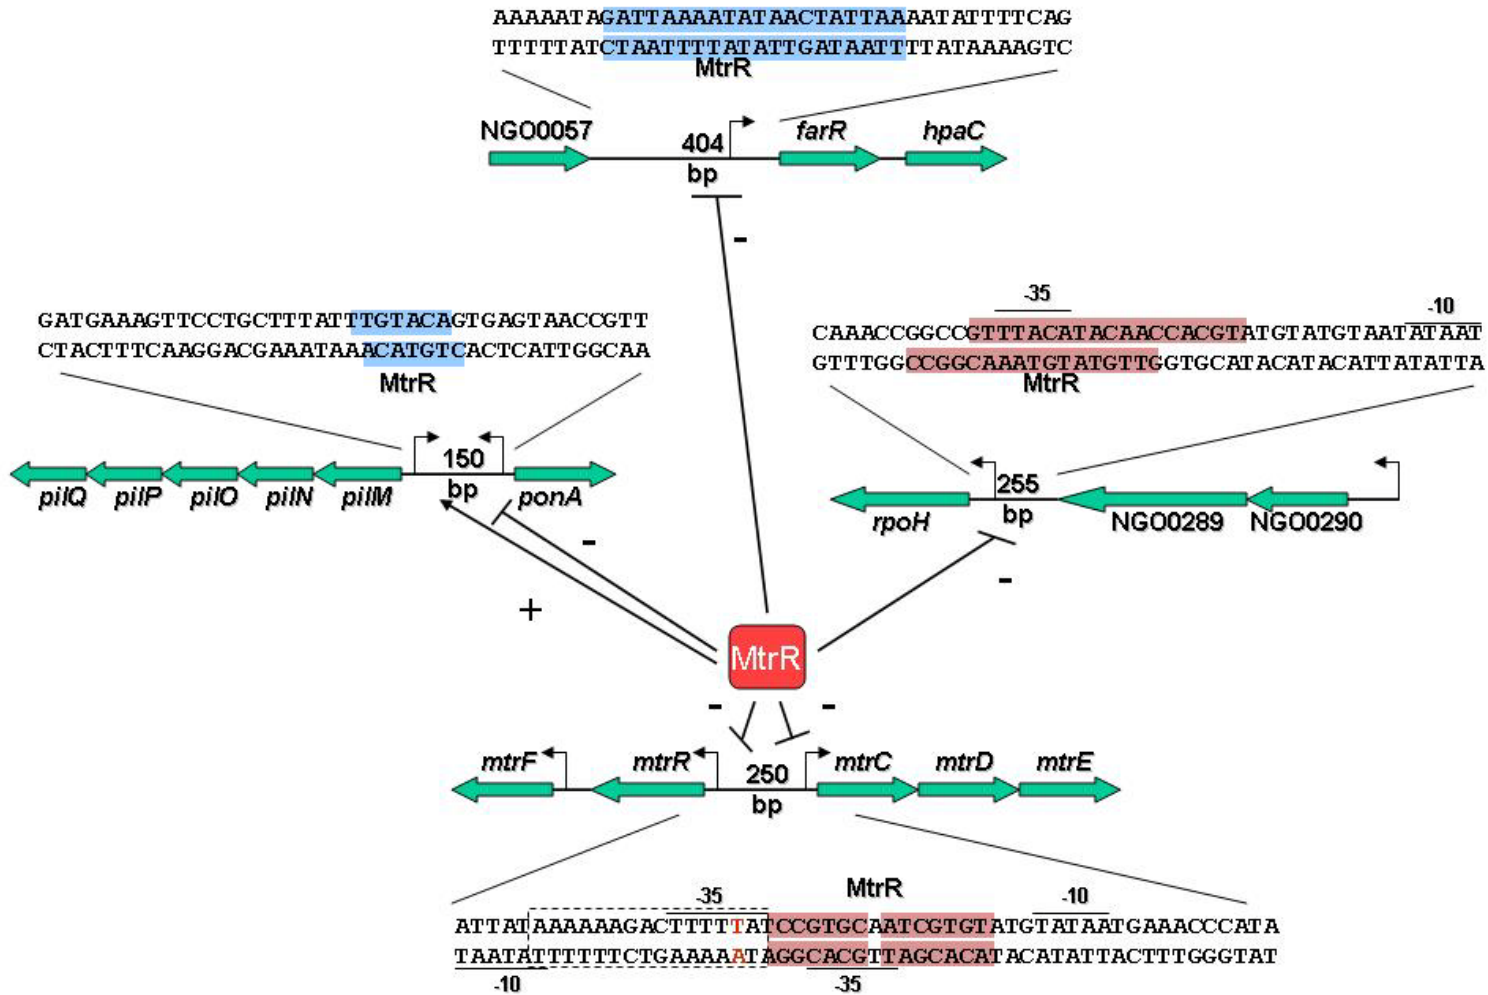 AAAAATAGATTAAAATATAACTATTAAAATATTTTCAG
TTTTTATCTAATTTTATATTGATAATTTTATAAAAGTC
MtrR
NGO0057
404
bp
farR
hpaC
-
GATGAAAGTTCCTGCTTTATTTGTACAGTGAGTAACCGTT
CTACTTTCAAGGACGAAATAAACATGTCACTCATTGGCAA
MtrR
-35
-10
CAAACCGGCCGTTTACATACAACCACGTATGTATGTAATATAAT
GTTTGGCCGGCAAATGTATGTTGGTGCATACATACATTATATTA
MtrR
pilQ
pilP
pilO
pilN
pilM
150
bp
ponA
rpoH
255
bp
NGO0289
NGO0290
-
+
-
MtrR
-
-
mtrF
mtrR
250
bp
mtrC
mtrD
mtrE
-35
MtrR
-10
ATTATAAAAAAGACTTTTTTATCCGTGCAATCGTGTATGTATAATGAAACCCATA
TAATATTTTTTCTGAAAAAATAGGCACGTTAGCACATACATATTACTTTGGGTAT
-10
-35